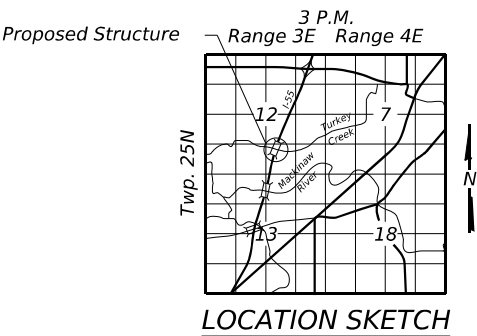 3 P.M.
Proposed Structure
Range 3E Range 4E
I-55
12
7
Turkey
Creek
Twp. 25N
Mackinaw
River
N
13
18
LOCATION SKETCH